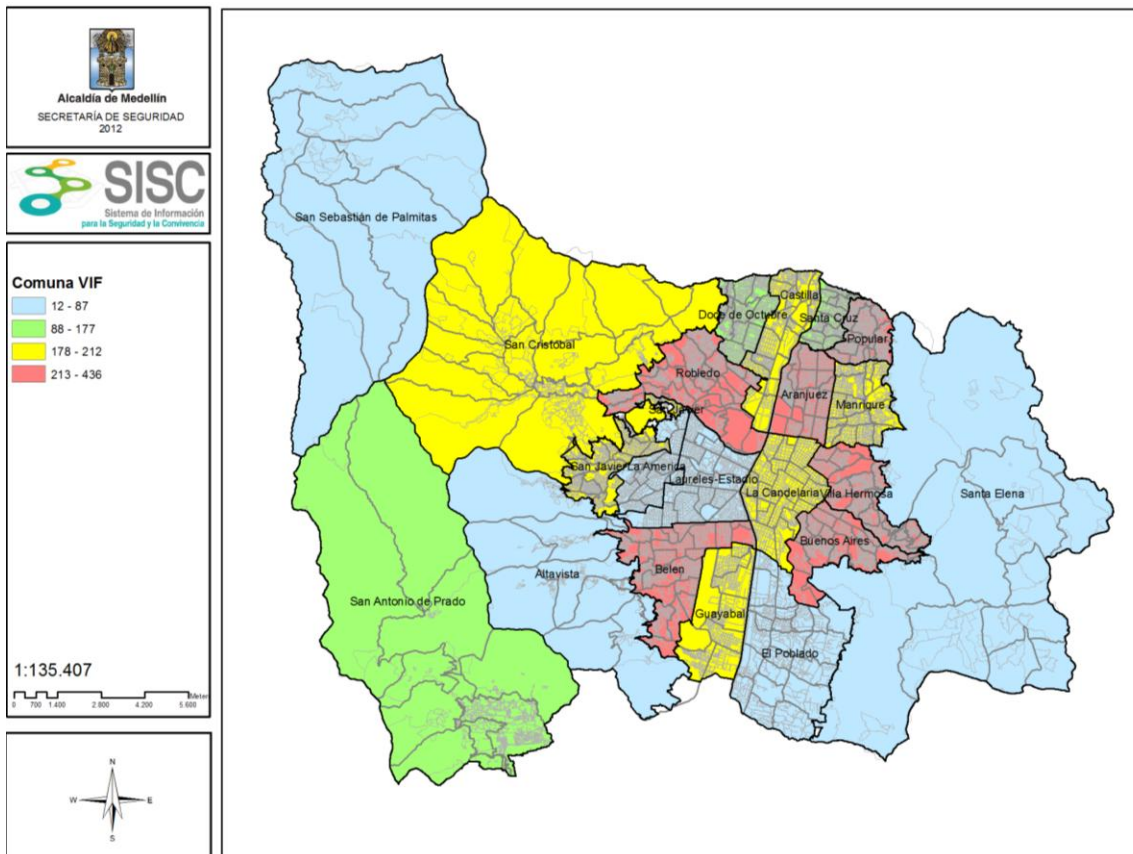 Alcaldía de Medellín
SECRETARÍA DE SEGURIDAD
2012
SISC
Sistema de Información
para la Seguridad y la Convivencia
Comuna VIF
12 - 87
88 - 177
178 - 212
213 - 436
1:135.407
Meter
0 700 1.400 2.800 4.200 5.600
N
W E
S
San Sebastián de Palmitas
San Cristobal
Doce de Octubre
Castilla
Santa Cruz
Popular
Robledo
Aranjuez
Manrique
San Javier
La America
Laureles-Estadio
La Candelaria
Villa Hermosa
Santa Elena
Buenos Aires
Belen
Altavista
San Antonio de Prado
Guayabal
El Poblado